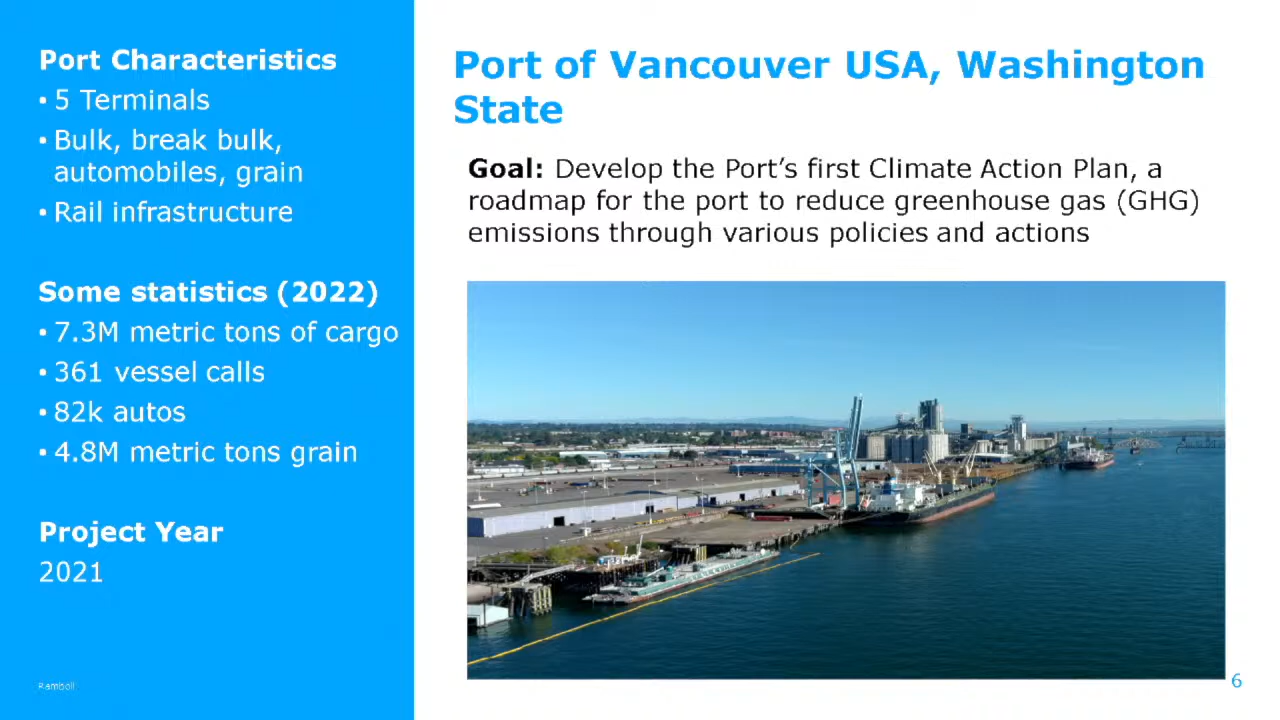 Port Characteristics
• 5 Terminals
• Bulk, break bulk,
automobiles, grain
• Rail infrastructure
Some statistics (2022)
• 7.3M metric tons of cargo
• 361 vessel calls
• 82k autos
• 4.8M metric tons grain
Project Year
2021
Ramboll
Port of Vancouver USA, Washington
State
Goal: Develop the Port’s first Climate Action Plan, a
roadmap for the port to reduce greenhouse gas (GHG)
emissions through various policies and actions
6